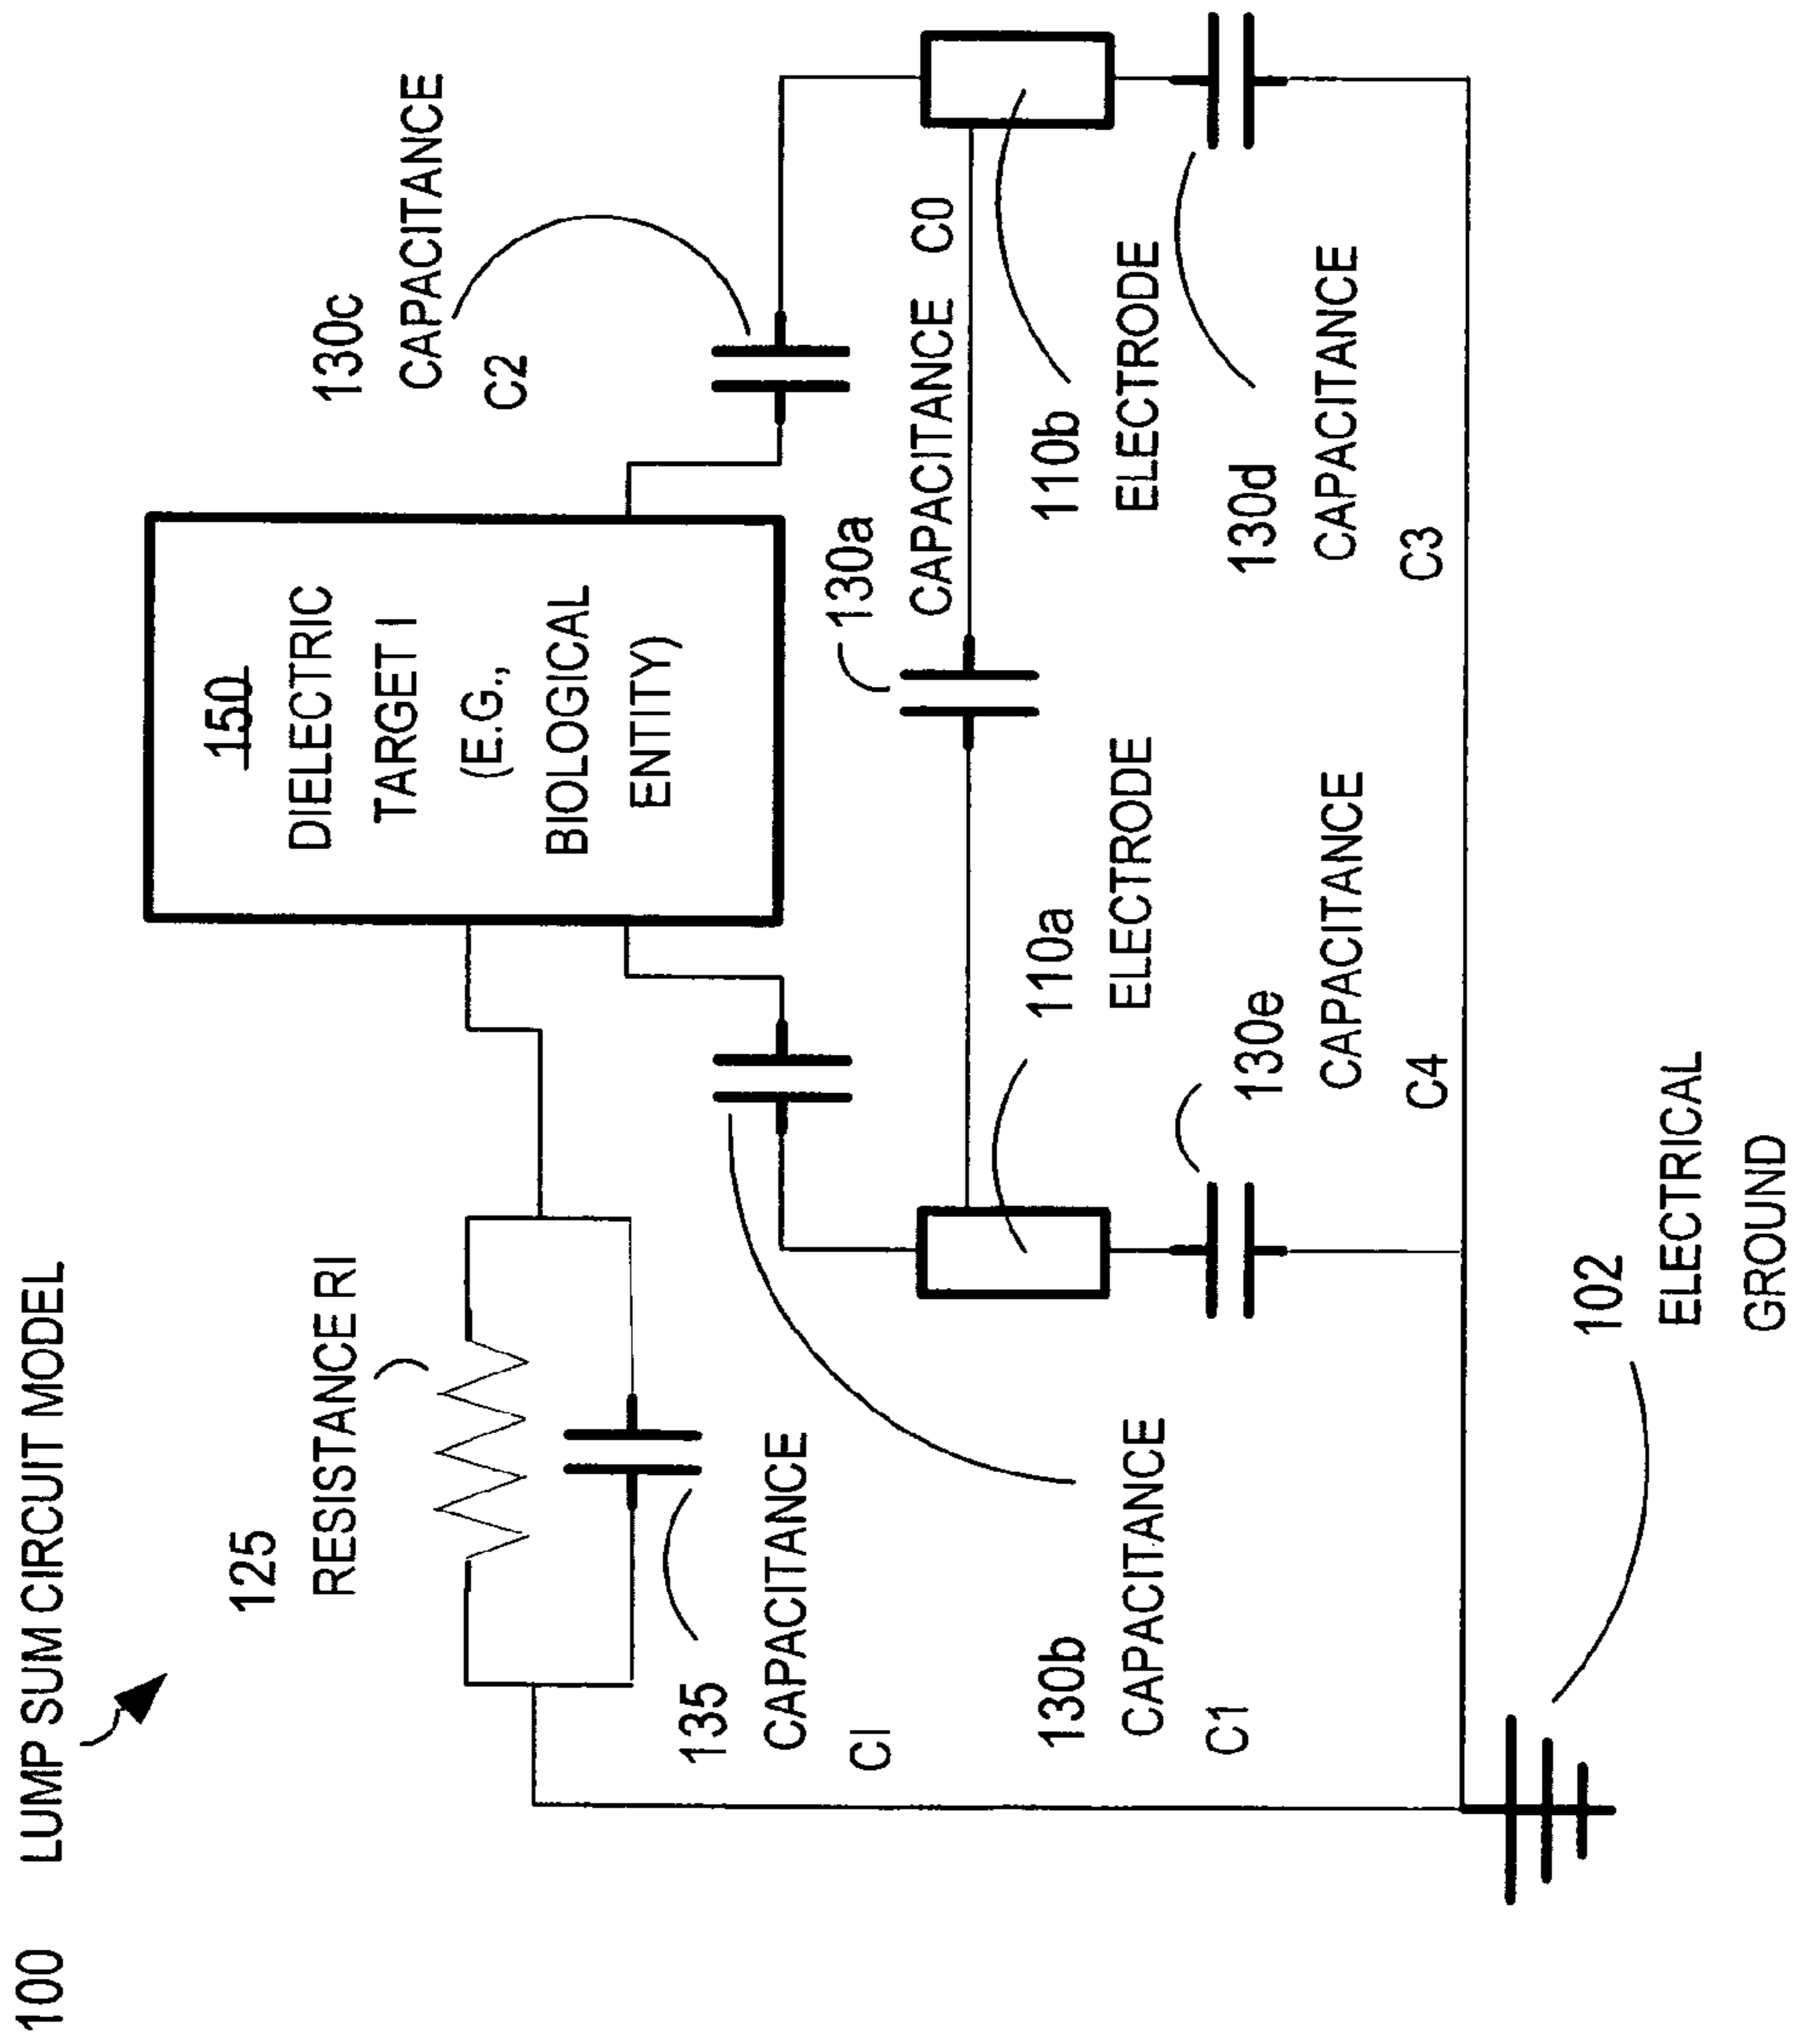 100 LUMP SUM CIRCUIT MODEL
125
RESISTANCE RI
150
DIELECTRIC
TARGET I
(E.G.,
BIOLOGICAL
ENTITY)
130c
CAPACITANCE
C2
135
CAPACITANCE
CI
130a
CAPACITANCE C0
130b
CAPACITANCE
C1
110a
ELECTRODE
110b
ELECTRODE
130e
CAPACITANCE
C4
130d
CAPACITANCE
C3
102
ELECTRICAL
GROUND